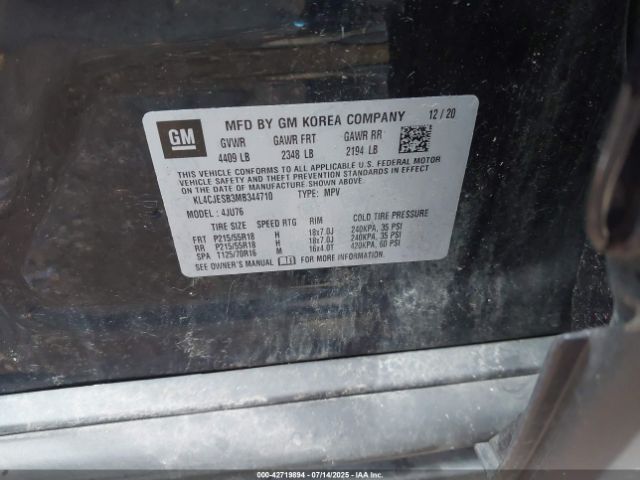 GM
MFD BY GM KOREA COMPANY 12/20
GVWR GAWR FRT GAWR RR
4409 LB 2348 LB 2194 LB
THIS VEHICLE CONFORMS TO ALL APPLICABLE U.S. FEDERAL MOTOR
VEHICLE SAFETY, BUMPER, AND THEFT PREVENTION STANDARDS IN EFFECT
ON THE DATE OF MANUFACTURE SHOWN ABOVE.
KL4CJESB3MB344710 TYPE: MPV
MODEL: 4JU76
TIRE SIZE SPEED RTG RIM COLD TIRE PRESSURE
FRT P215/55R18 H 18x7.0J 240KPA, 35 PSI
RR P215/55R18 H 18x7.0J 240KPA, 35 PSI
SPA T125/70R16 M 16x4.0T 420KPA, 60 PSI
SEE OWNER'S MANUAL FOR MORE INFORMATION.
000-42719894 - 07/14/2025 - IAAI.COM